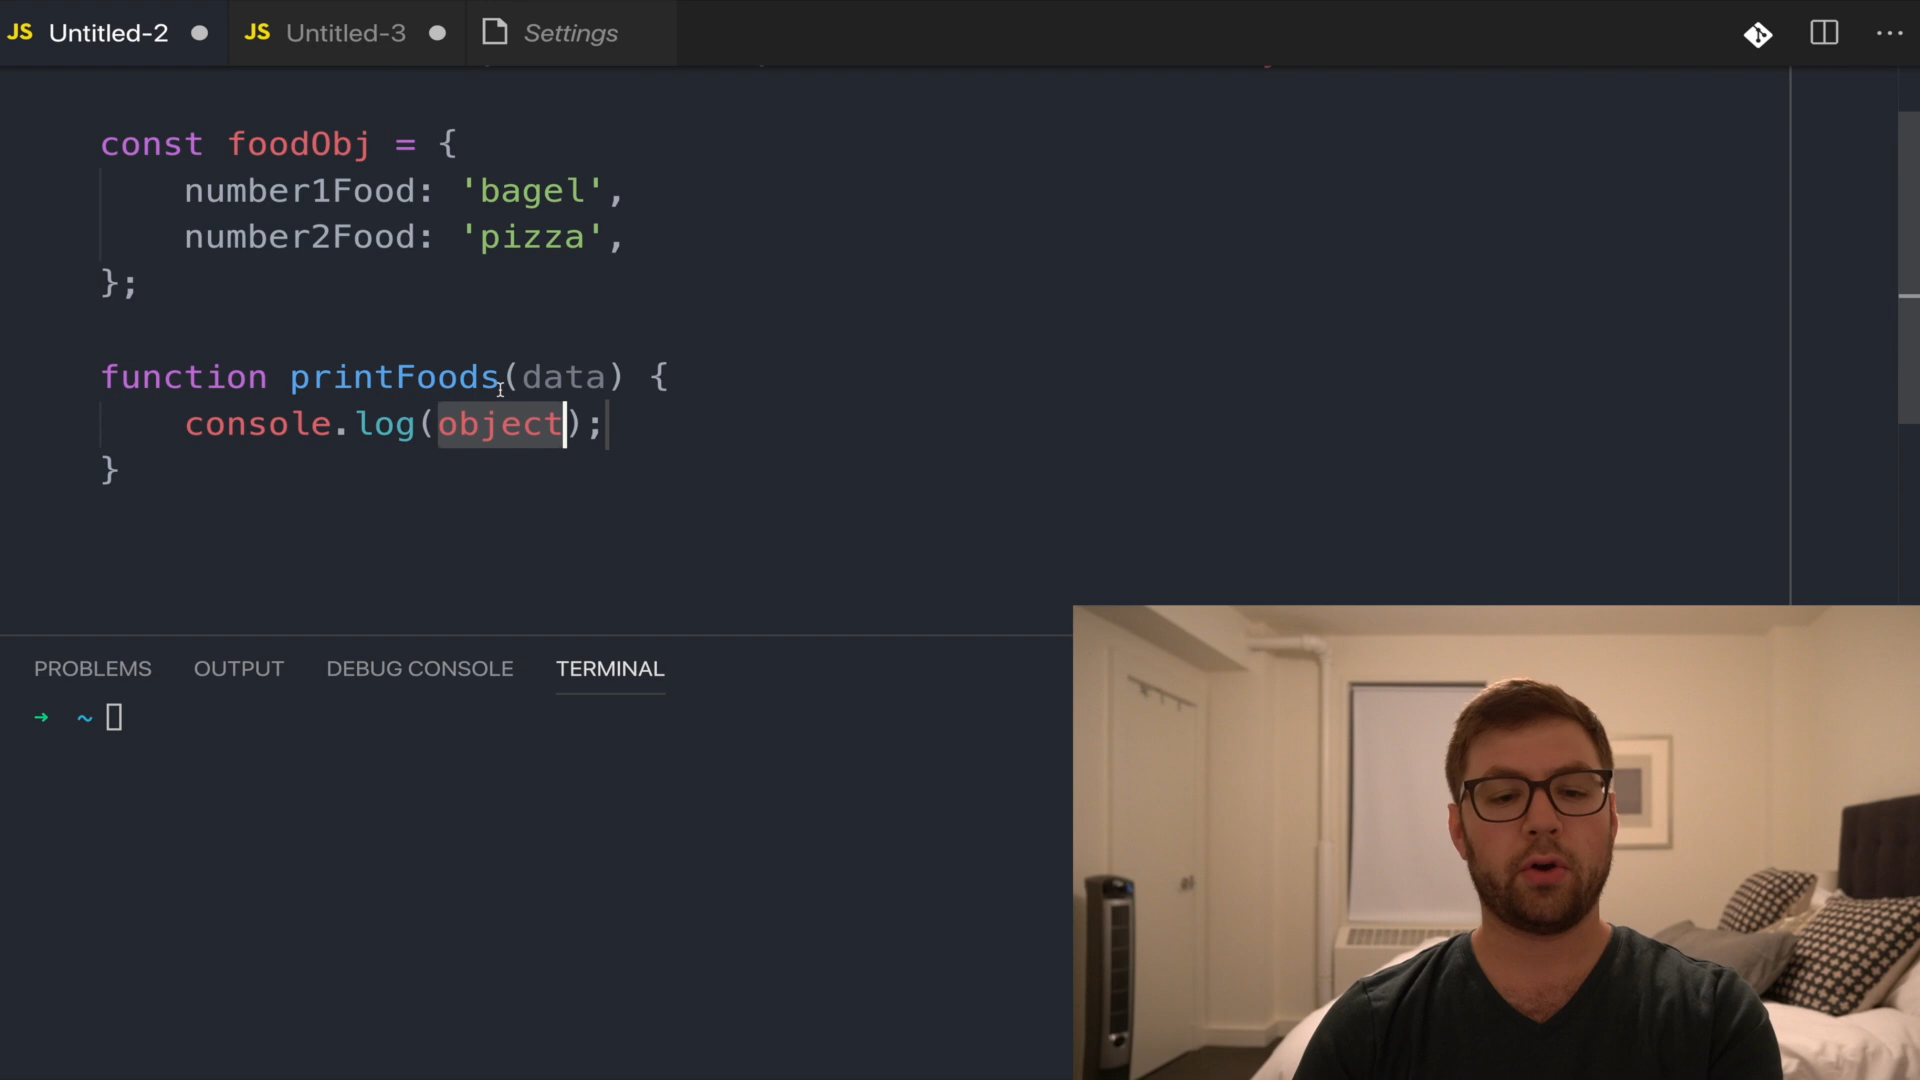 JS Untitled-2 JS Untitled-3 Settings
const foodObj = {
number1Food: 'bagel',
number2Food: 'pizza',
};
function printFoods(data) {
console.log(object);
}
PROBLEMS OUTPUT DEBUG CONSOLE TERMINAL
→ ~